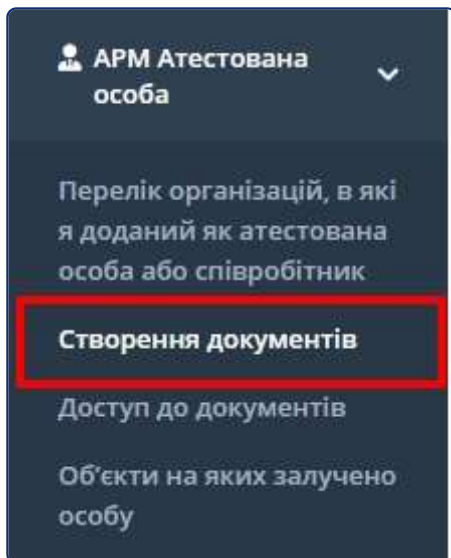 АРМ Атестована
особа
Перелік організацій, в які
я доданий як атестована
особа або співробітник
Створення документів
Доступ до документів
Об’єкти на яких залучено
особу